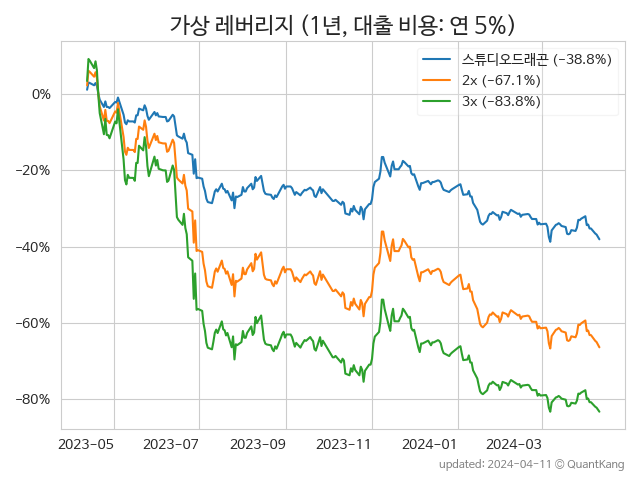 가상 레버리지 (1년, 대출 비용: 연 5%)
스튜디오드래곤 (−38.8%)
2x (−67.1%)
3x (−83.8%)
0%
−20%
−40%
−60%
−80%
2023−05 2023−07 2023−09 2023−11 2024−01 2024−03
updated: 2024−04−11 © QuantKang